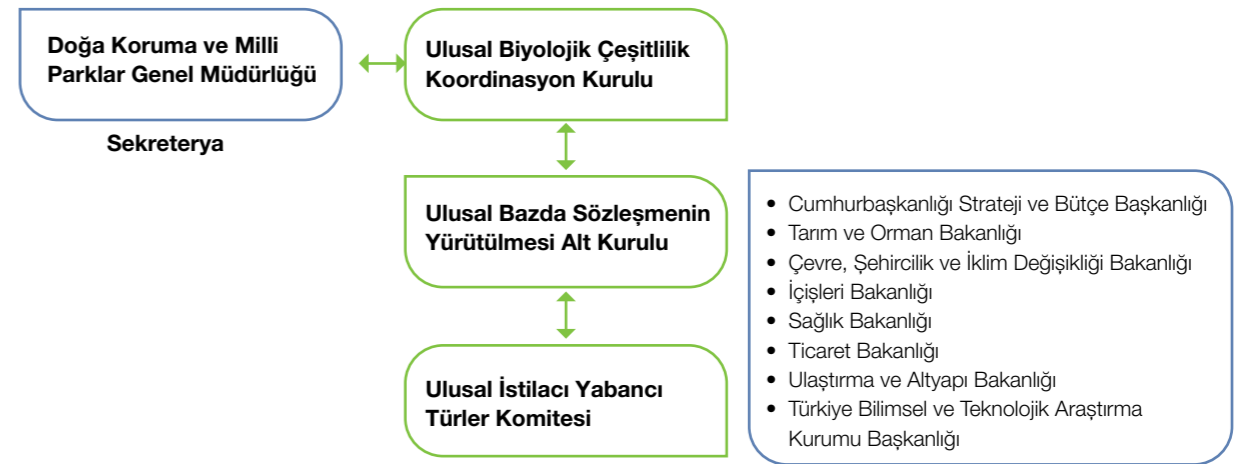 Doğa Koruma ve Milli
Parklar Genel Müdürlüğü
Sekreterya
Ulusal Biyolojik Çeşitlilik
Koordinasyon Kurulu
Ulusal Bazda Sözleşmenin
Yürütülmesi Alt Kurulu
Ulusal İstilacı Yabancı
Türler Komitesi
• Cumhurbaşkanlığı Strateji ve Bütçe Başkanlığı
• Tarım ve Orman Bakanlığı
• Çevre, Şehircilik ve İklim Değişikliği Bakanlığı
• İçişleri Bakanlığı
• Sağlık Bakanlığı
• Ticaret Bakanlığı
• Ulaştırma ve Altyapı Bakanlığı
• Türkiye Bilimsel ve Teknolojik Araştırma
Kurumu Başkanlığı